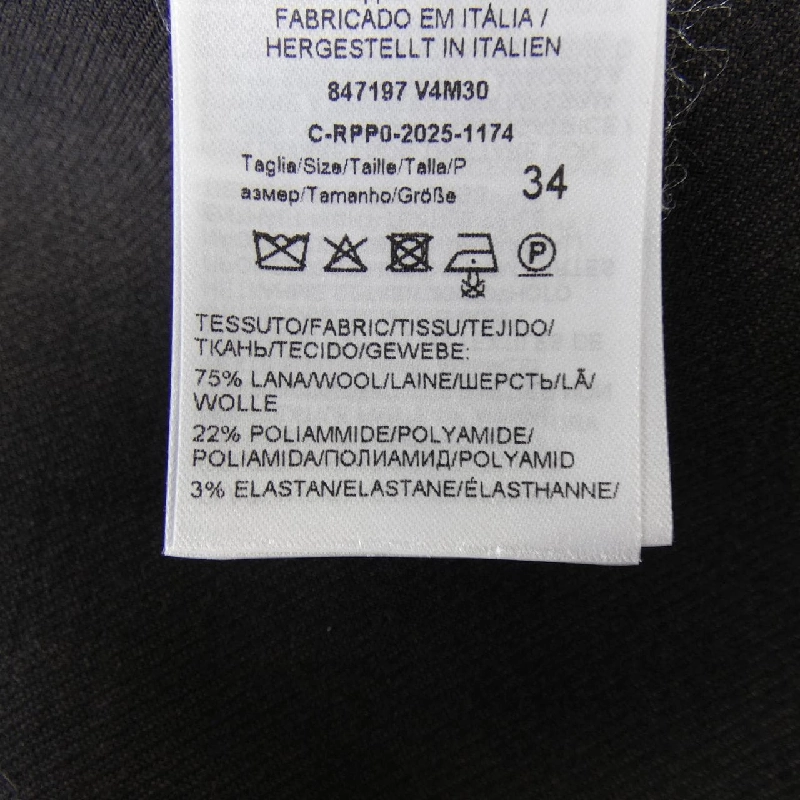 FABRICADO EM ITÁLIA /
HERGESTELLT IN ITALIEN
847197 V4M30
C-RPP0-2025-1174
Taglia/Size/Taille/Talla/Р
азмер/Tamanho/Größe
34
P
TESSUTO/FABRIC/TISSU/TEJIDO/
ТКАНЬ/TECIDO/GEWEBE:
75% LANA/WOOL/LAINE/ШЕРСТЬ/LÃ/
WOLLE
22% POLIAMMIDE/POLYAMIDE/
POLIAMIDA/ПОЛИАМИД/POLYAMID
3% ELASTAN/ELASTANE/ÉLASTHANNE/